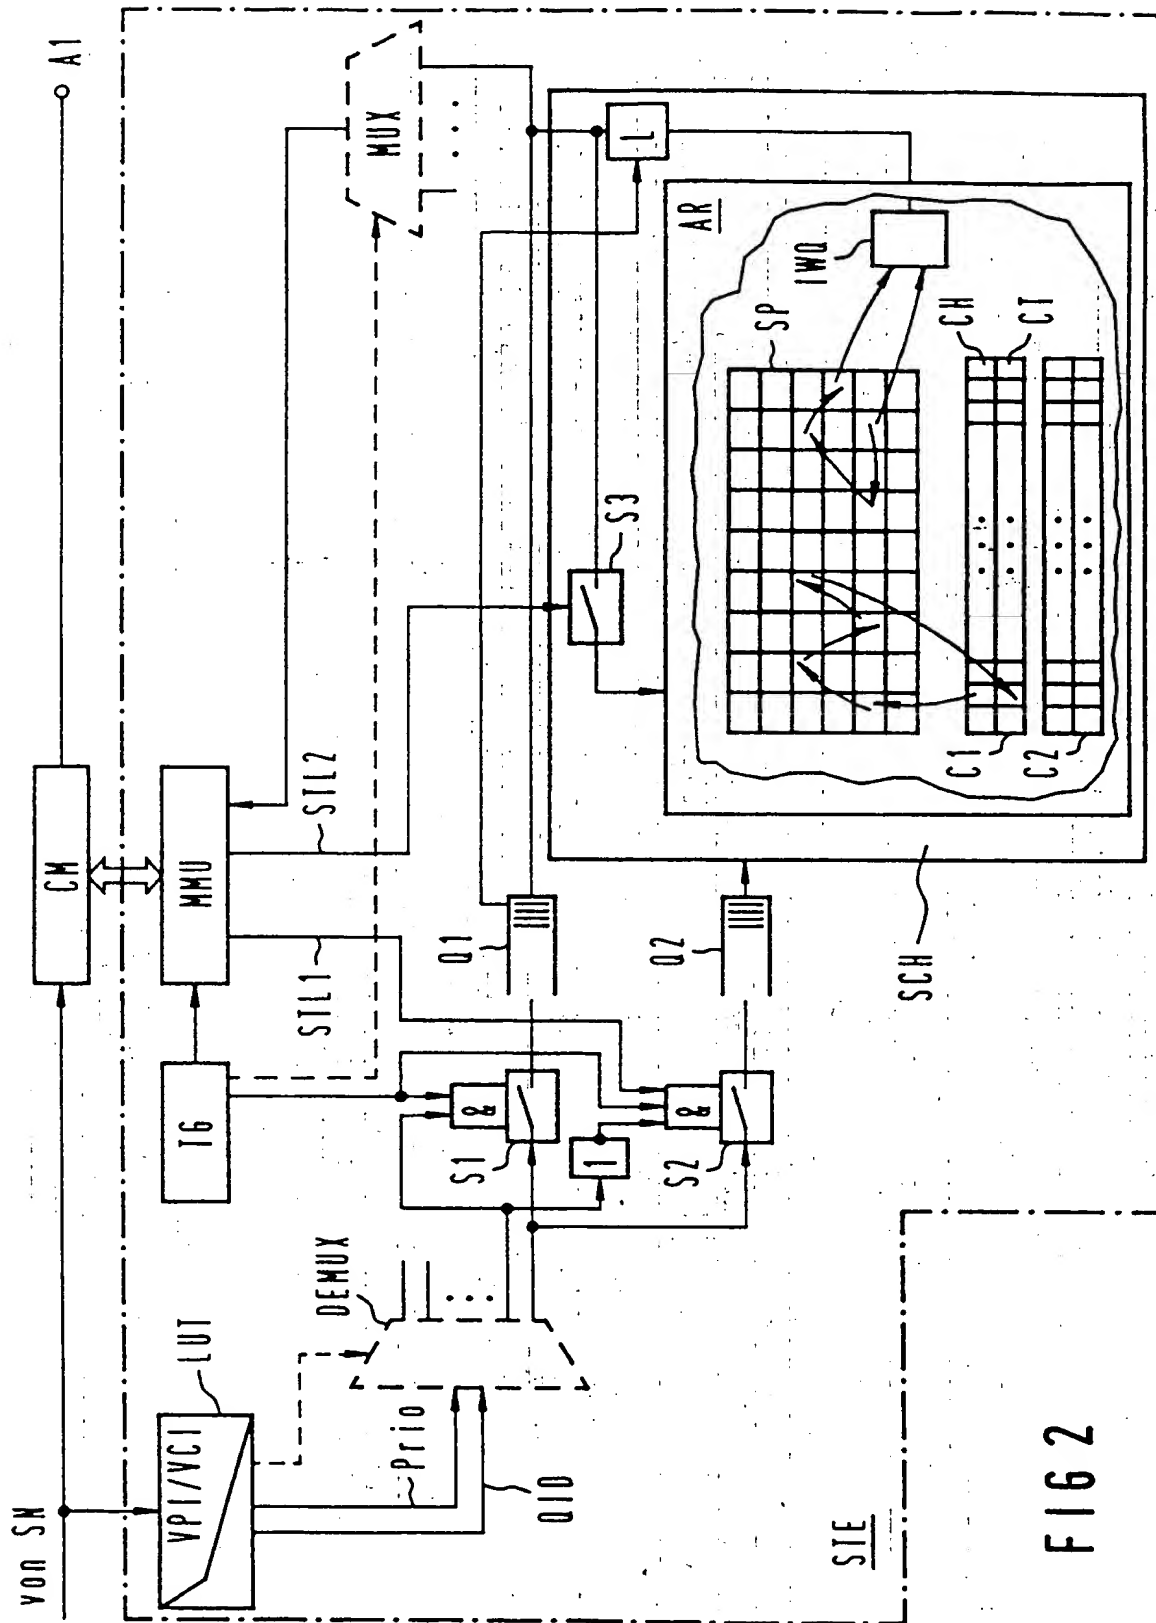 von SN
A1
CM
VPI/VCI
LUT
TG
MMU
STL1
STL2
MUX
DEMUX
Prio
QID
S1
&
1
S2
&
Q1
Q2
S3
L
AR
IWQ
SP
CH
CT
C1
C2
SCH
STE
FIG 2